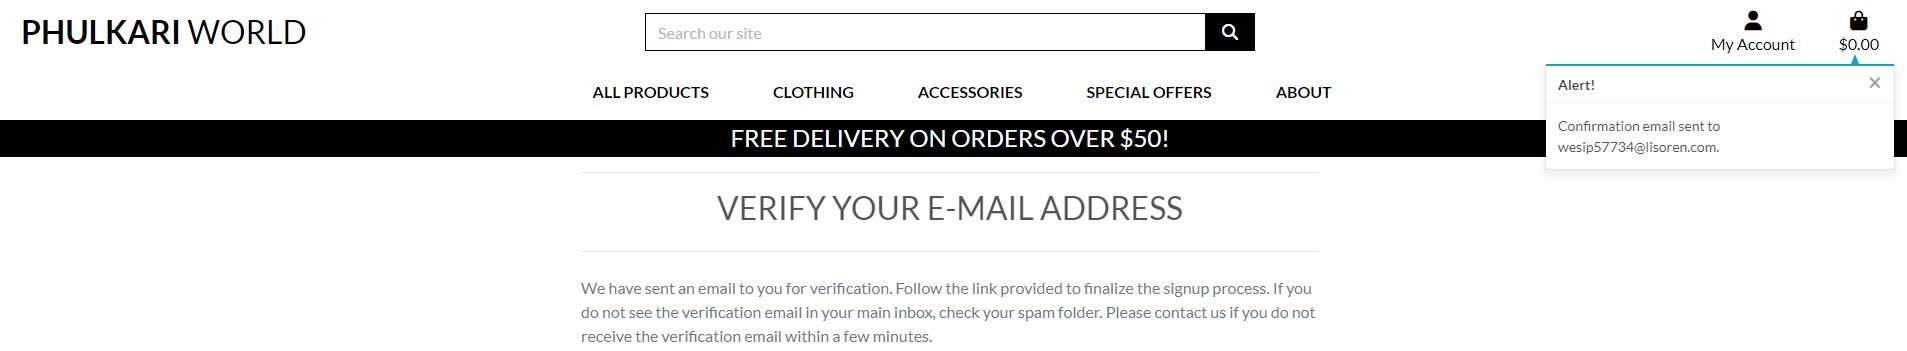 PHULKARI WORLD
Search our site
My Account
$0.00
ALL PRODUCTS CLOTHING ACCESSORIES SPECIAL OFFERS ABOUT
Alert! ×
Confirmation email sent to
wesip57734@lisoren.com.
FREE DELIVERY ON ORDERS OVER $50!
VERIFY YOUR E-MAIL ADDRESS
We have sent an email to you for verification. Follow the link provided to finalize the signup process. If you
do not see the verification email in your main inbox, check your spam folder. Please contact us if you do not
receive the verification email within a few minutes.